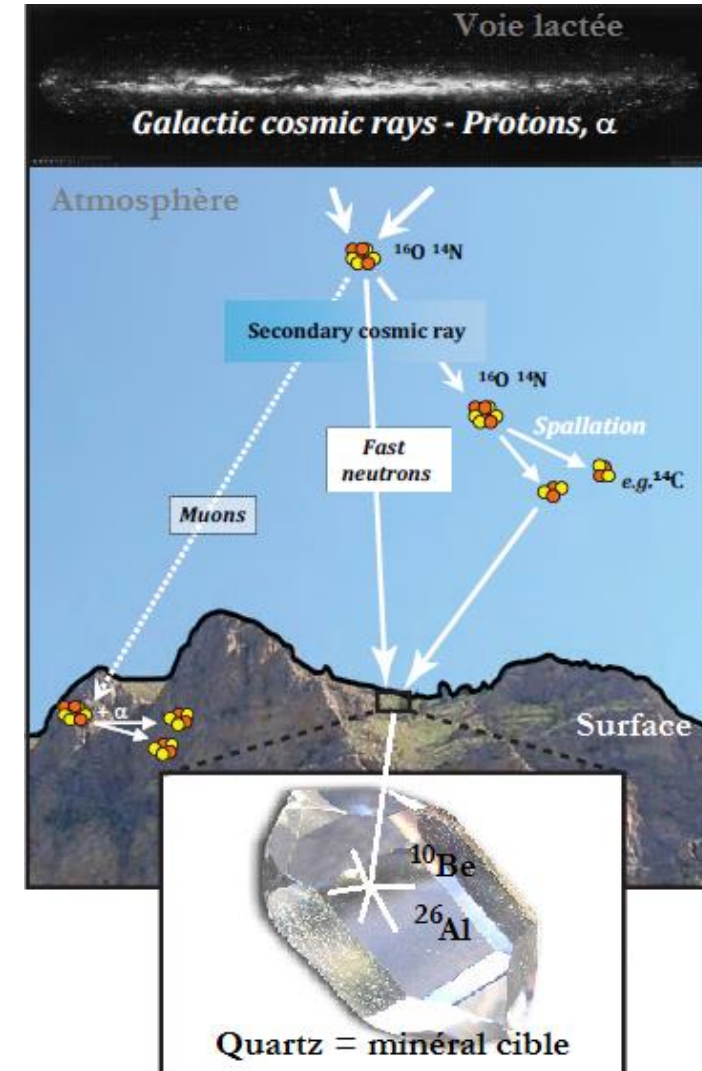 Voie lactée
Galactic cosmic rays - Protons, α
Atmosphère
¹⁶O ¹⁴N
Secondary cosmic ray
¹⁶O ¹⁴N
Spallation
Fast
neutrons
e.g.¹⁴C
Muons
+ α
Surface
¹⁰Be
²⁶Al
Quartz = minéral cible